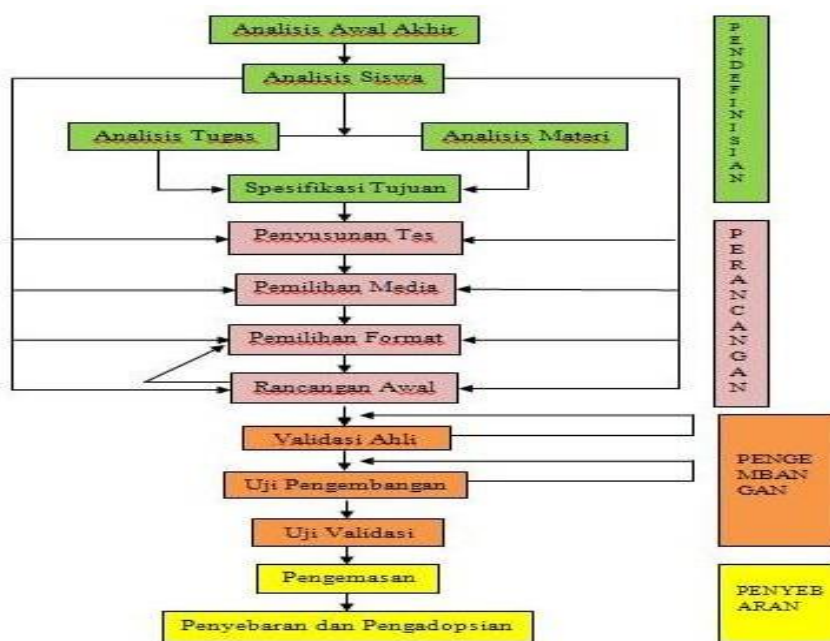 Analisis Awal Akhir
Analisis Siswa
Analisis Tugas
Analisis Materi
Spesifikasi Tujuan
PENDEFINISIAN
Penyusunan Tes
Pemilihan Media
Pemilihan Format
Rancangan Awal
PERANCANGAN
Validasi Ahli
Uji Pengembangan
Uji Validasi
PENGE
MBAN
GAN
Pengemasan
Penyebaran dan Pengadopsian
PENYEB
ARAN